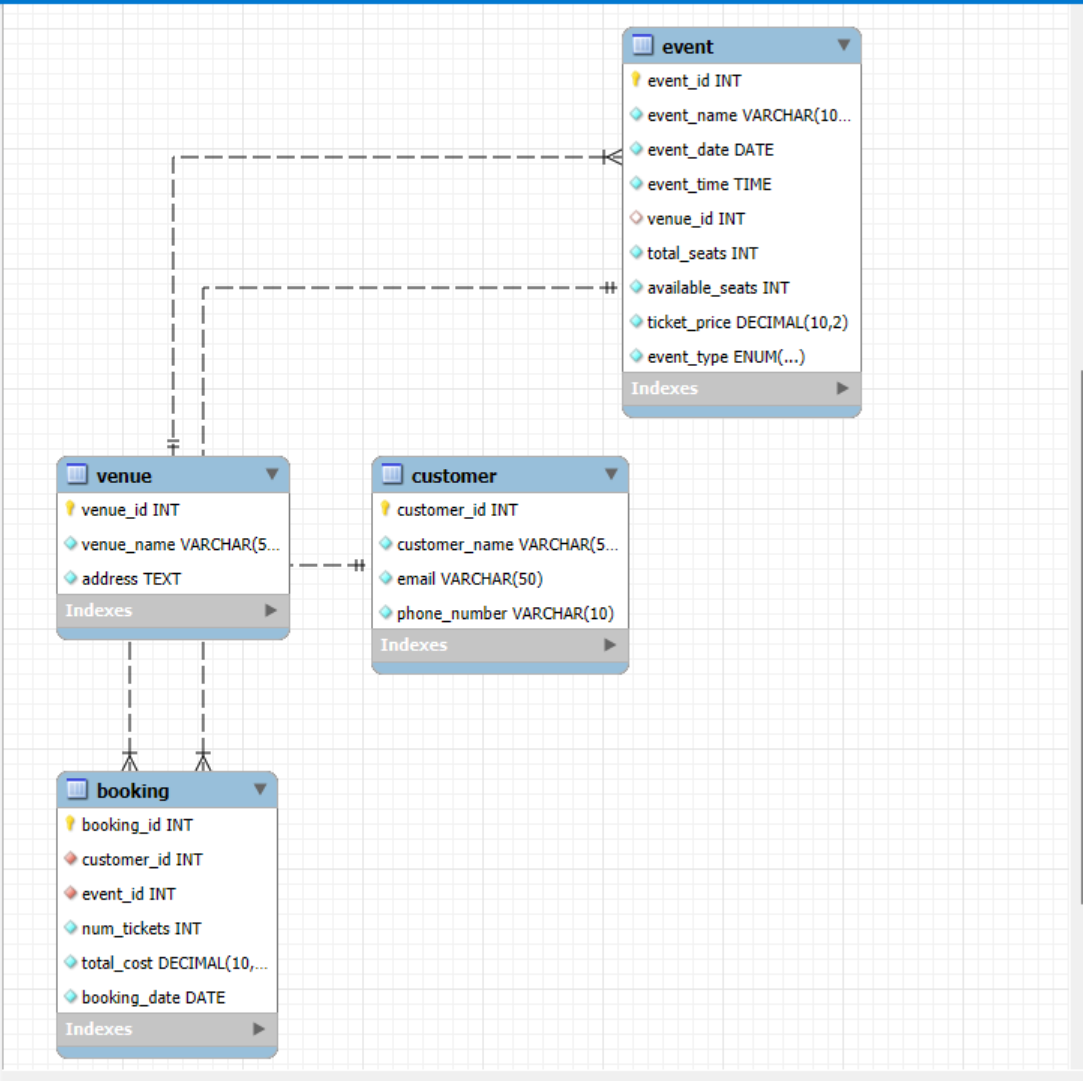 event
event_id INT
event_name VARCHAR(10...
event_date DATE
event_time TIME
venue_id INT
total_seats INT
available_seats INT
ticket_price DECIMAL(10,2)
event_type ENUM(...)
Indexes
venue
venue_id INT
venue_name VARCHAR(5...
address TEXT
Indexes
customer
customer_id INT
customer_name VARCHAR(5...
email VARCHAR(50)
phone_number VARCHAR(10)
Indexes
booking
booking_id INT
customer_id INT
event_id INT
num_tickets INT
total_cost DECIMAL(10,...
booking_date DATE
Indexes